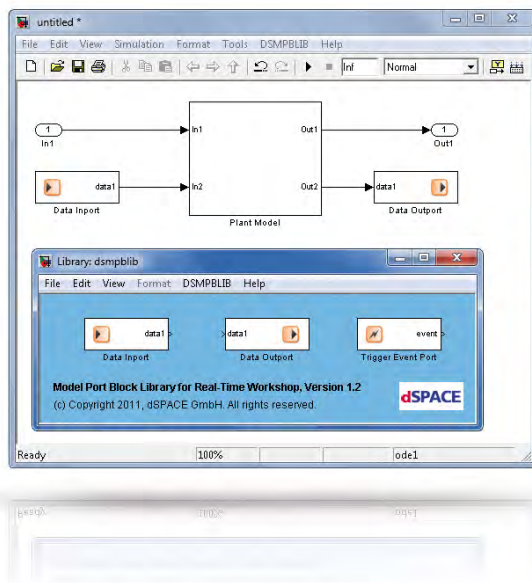 untitled *
File Edit View Simulation Format Tools DSMPBLIB Help
Inf Normal
1 In1 Out1 1
In1 Out1
data1 In2 Out2 data1
Data Inport Plant Model Data Outport
Library: dsmpblib
File Edit View Format DSMPBLIB Help
data1 data1 event
Data Inport Data Outport Trigger Event Port
Model Port Block Library for Real-Time Workshop, Version 1.2
(c) Copyright 2011, dSPACE GmbH. All rights reserved.
dSPACE
Ready 100% ode1